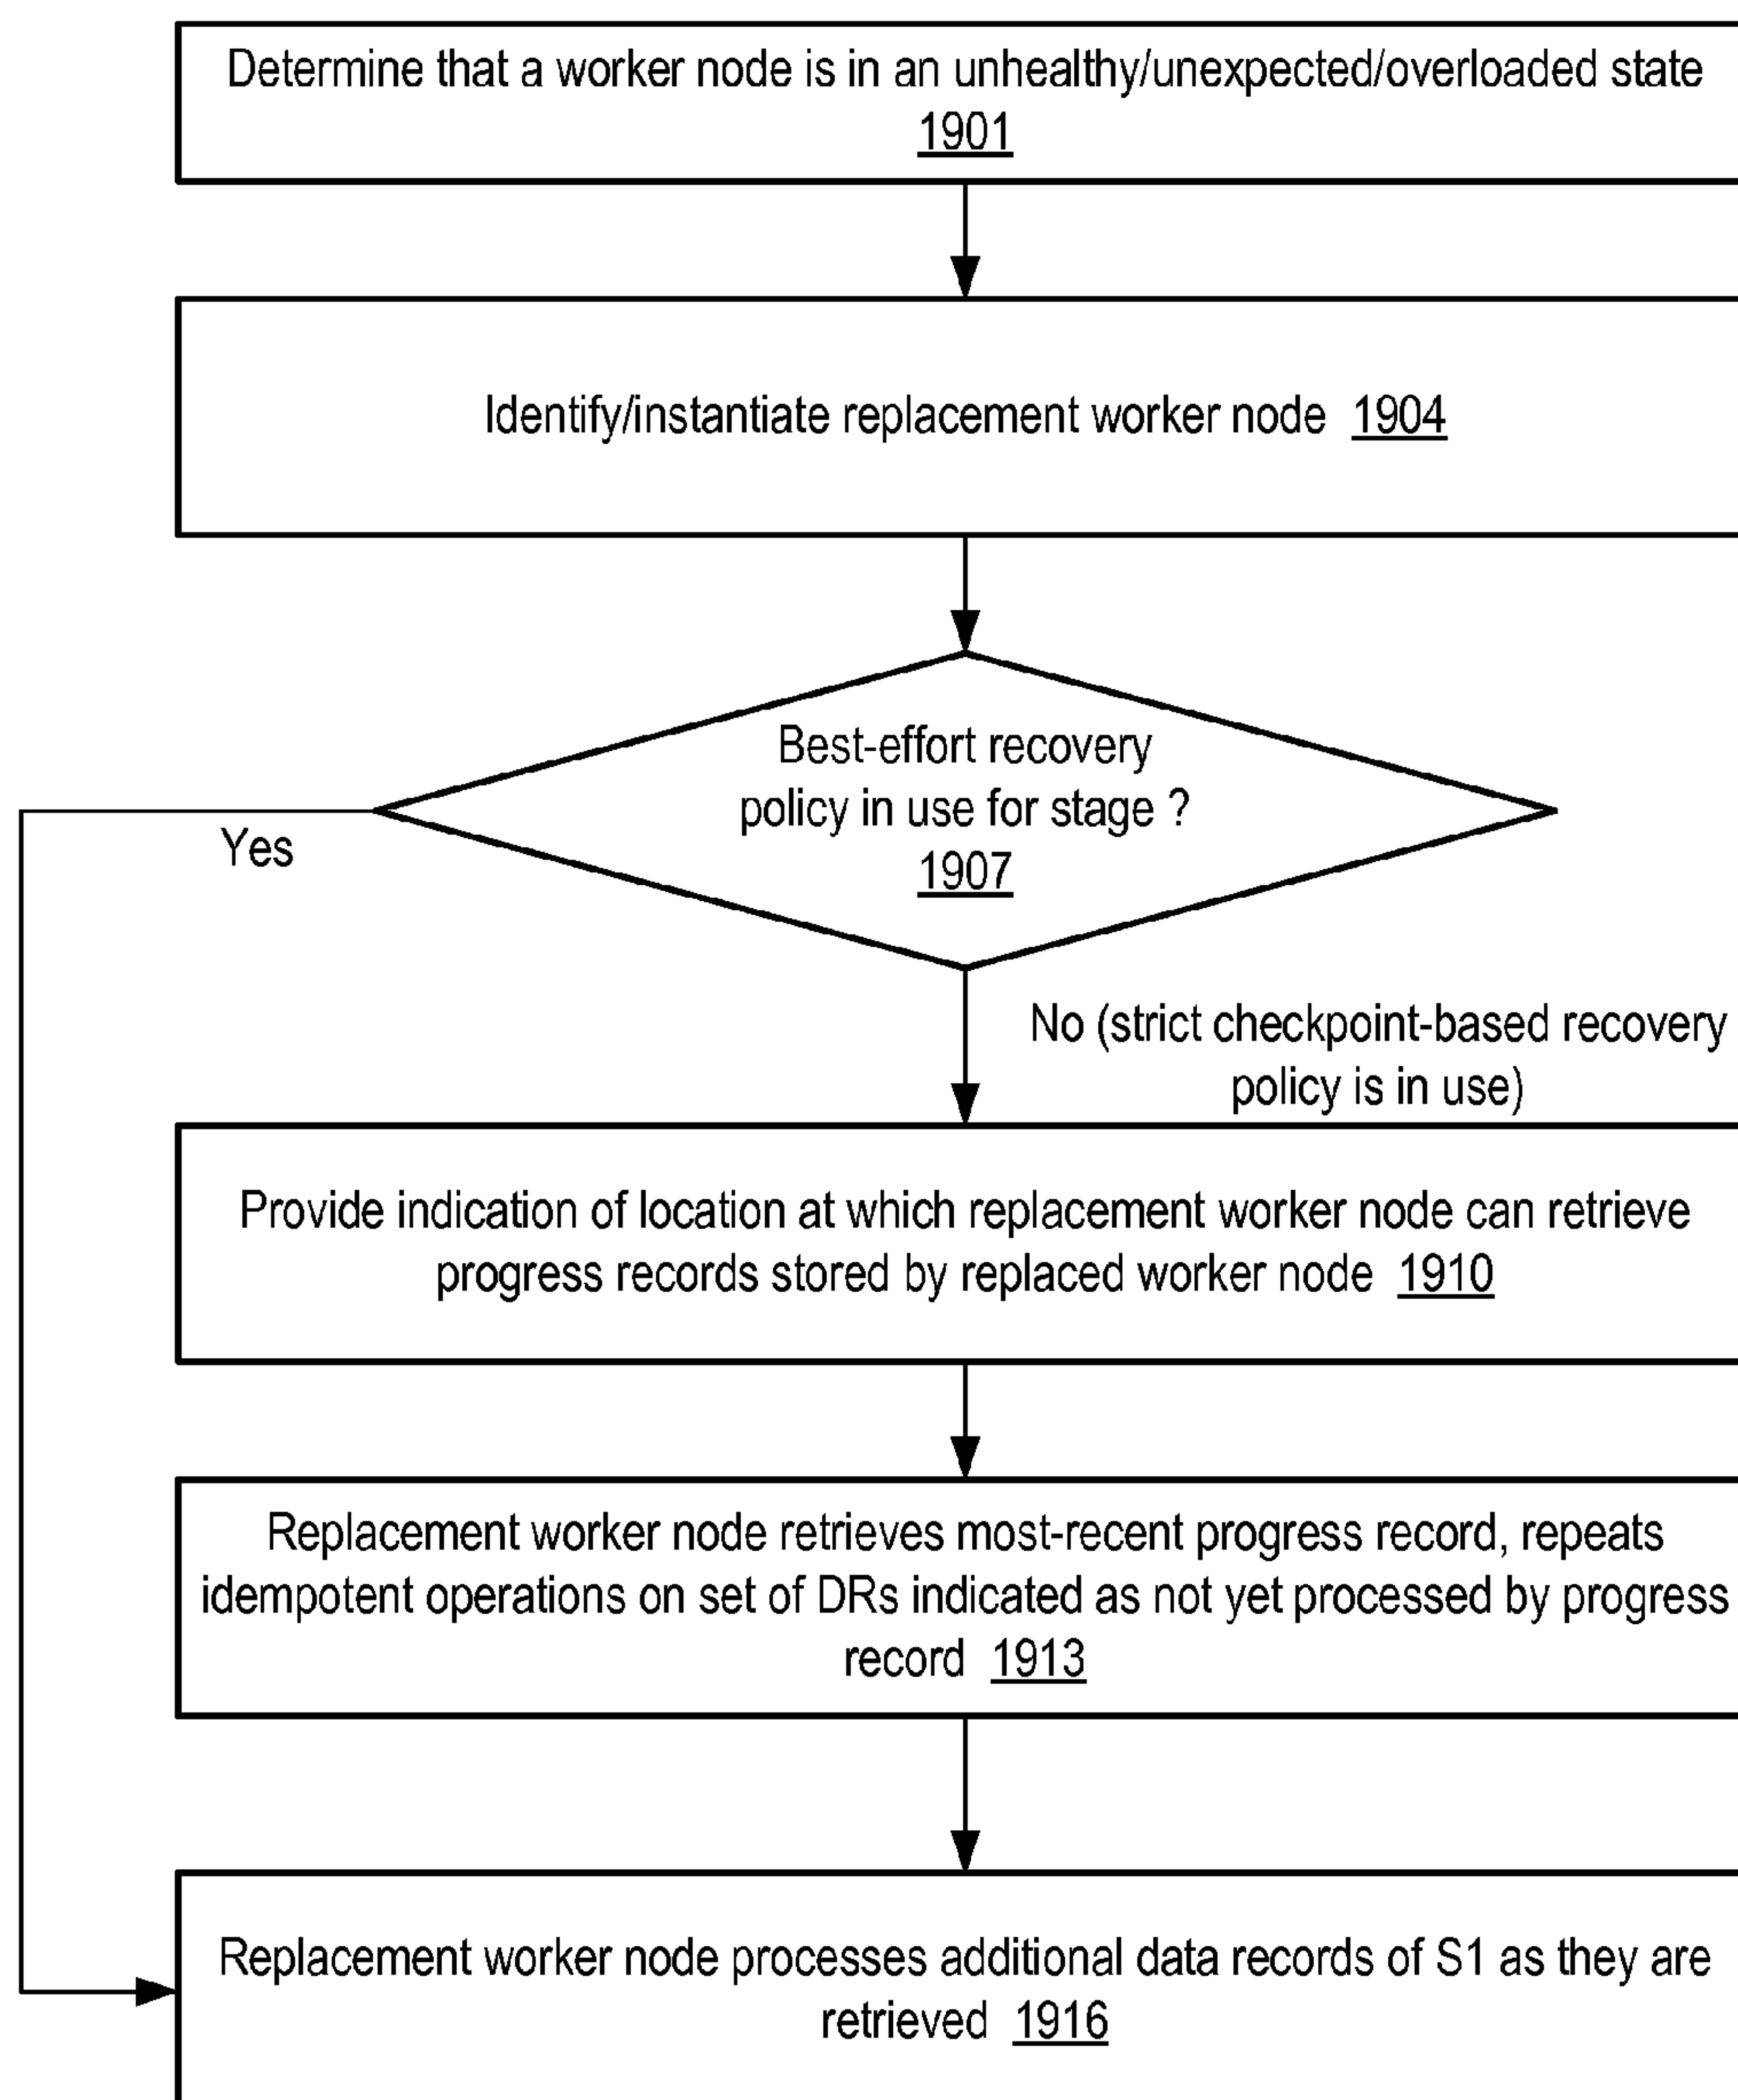 Determine that a worker node is in an unhealthy/unexpected/overloaded state
1901
Identify/instantiate replacement worker node 1904
Best-effort recovery
policy in use for stage ?
1907
Yes
No (strict checkpoint-based recovery
policy is in use)
Provide indication of location at which replacement worker node can retrieve
progress records stored by replaced worker node 1910
Replacement worker node retrieves most-recent progress record, repeats
idempotent operations on set of DRs indicated as not yet processed by progress
record 1913
Replacement worker node processes additional data records of S1 as they are
retrieved 1916